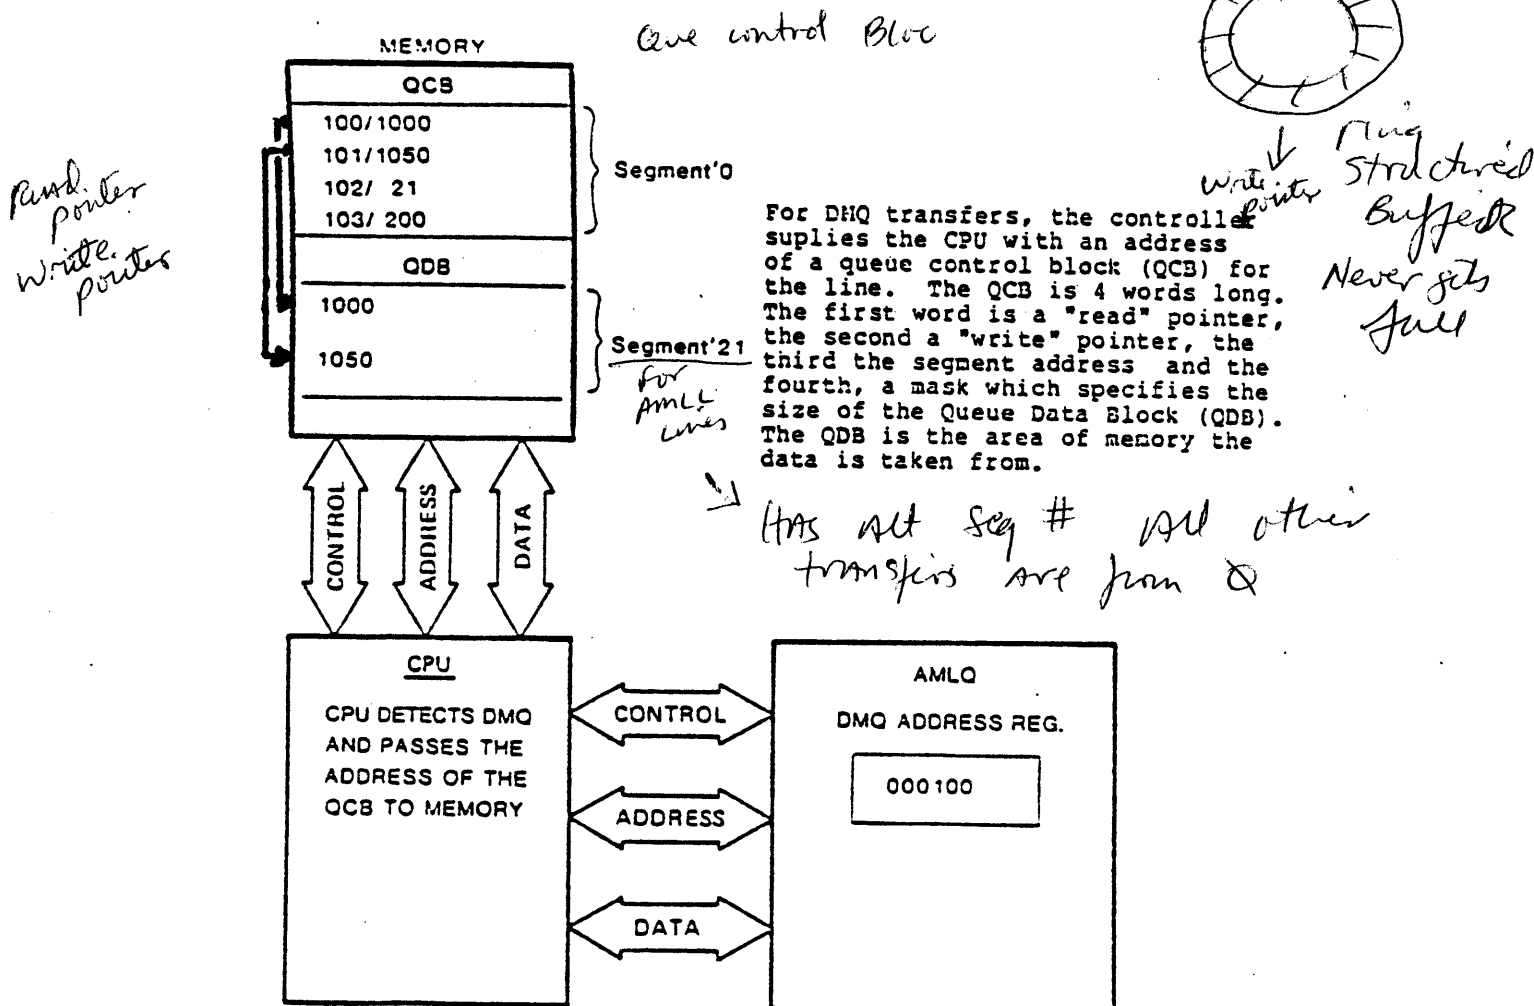 Que control Bloc
MEMORY
QCB
100/1000
101/1050
102/ 21
103/ 200
Segment'0
QDB
1000
1050
Segment'21
For
AMLC
Lines
Read
pointer
Write
pointer
Write
pointer
ring
Structured
Buffer
Never gets
full
For DMQ transfers, the controller
suplies the CPU with an address
of a queue control block (QCB) for
the line. The QCB is 4 words long.
The first word is a "read" pointer,
the second a "write" pointer, the
third the segment address and the
fourth, a mask which specifies the
size of the Queue Data Block (QDB).
The QDB is the area of memory the
data is taken from.
HAS Alt Seg # All other
transfers are from 0
CONTROL
ADDRESS
DATA
CPU
CPU DETECTS DMQ
AND PASSES THE
ADDRESS OF THE
QCB TO MEMORY
CONTROL
ADDRESS
DATA
AMLQ
DMQ ADDRESS REG.
000100